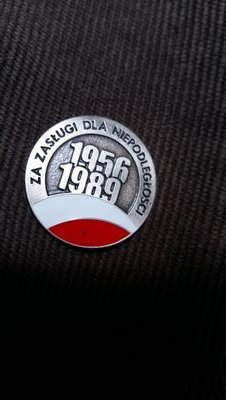 ZA ZASŁUGI DLA NIEPODLEGŁOŚCI
1956
1989